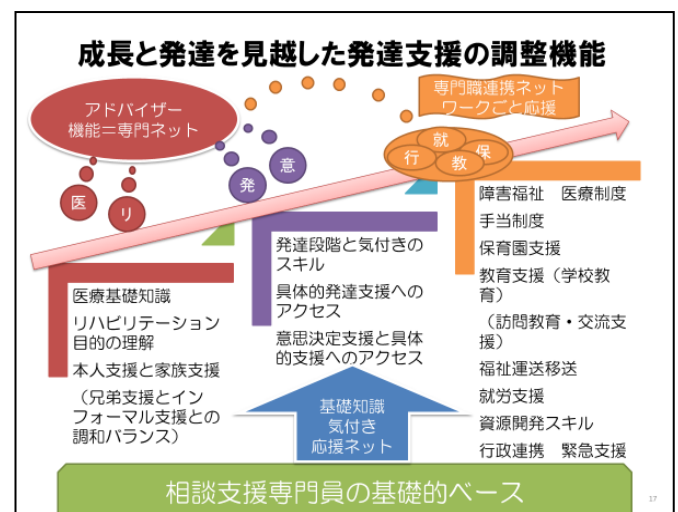 成長と発達を見越した発達支援の調整機能
アドバイザー
機能＝専門ネット
専門職連携ネット
ワークごと応援
医
リ
発
意
行
就
教
保
医療基礎知識
リハビリテーション
目的の理解
本人支援と家族支援
（兄弟支援とイン
フォーマル支援との
調和バランス）
発達段階と気付きの
スキル
具体的発達支援への
アクセス
意思決定支援と具体
的支援へのアクセス
障害福祉　医療制度
手当制度
保育園支援
教育支援（学校教
育）
（訪問教育・交流支
援）
福祉運送移送
就労支援
資源開発スキル
行政連携　緊急支援
基礎知識
気付き
応援ネット
相談支援専門員の基礎的ベース
17